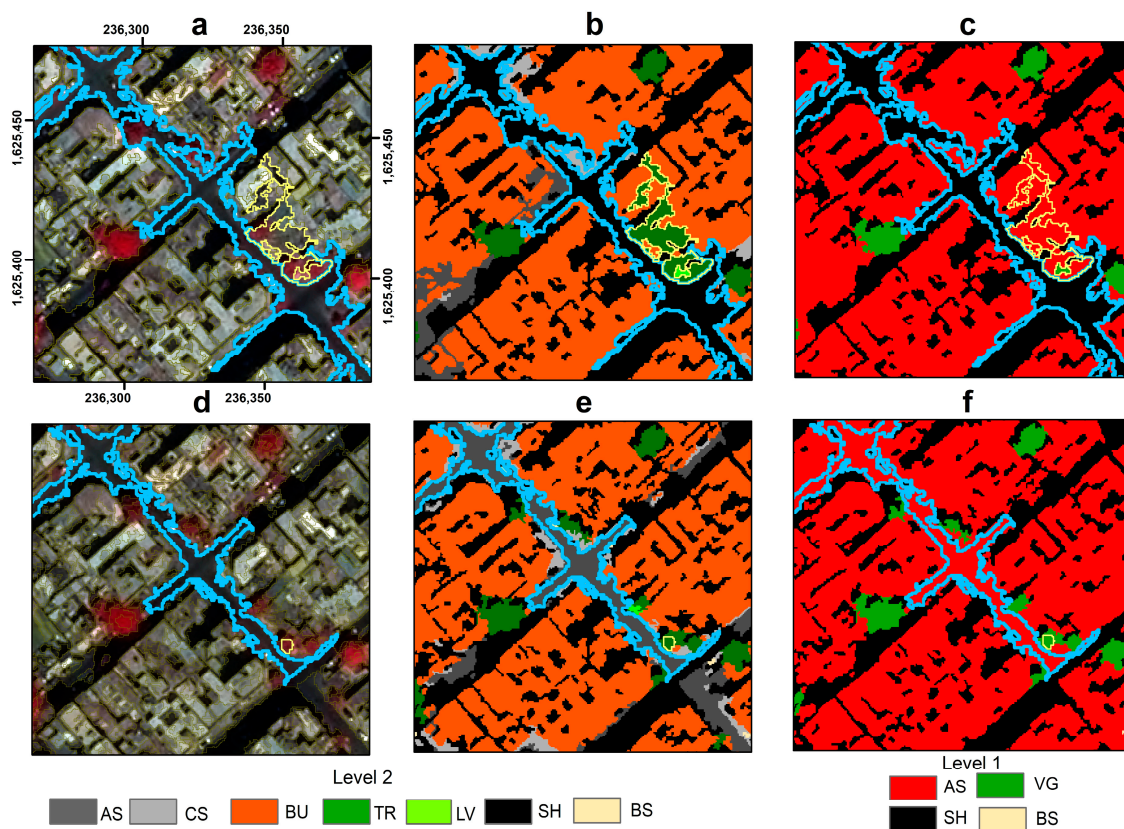 a b c
236,300 236,350
1,625,450 1,625,450
1,625,400 1,625,400
236,300 236,350
d e f
Level 2
AS CS BU TR LV SH BS
Level 1
AS VG
SH BS